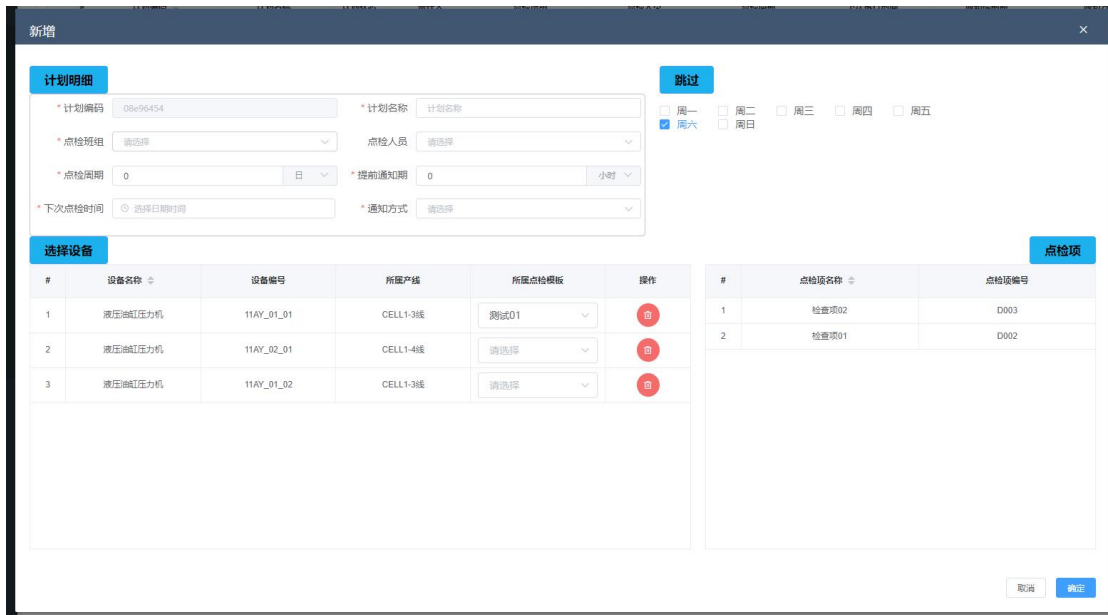 新增
计划明细 跳过
* 计划编码 08e96454 * 计划名称 计划名称
周一 周二 周三 周四 周五
周六 周日
* 点检班组 请选择 点检人员 请选择
* 点检周期 0 日 * 提前通知期 0 小时
* 下次点检时间 选择日期时间 * 通知方式 请选择
选择设备 点检项
# 设备名称 设备编号 所属产线 所属点检模板 操作 # 点检项名称 点检项编号
1 液压油缸压力机 11AY_01_01 CELL1-3线 测试01 1 检查项02 D003
2 液压油缸压力机 11AY_02_01 CELL1-4线 请选择 2 检查项01 D002
3 液压油缸压力机 11AY_01_02 CELL1-3线 请选择
取消 确定